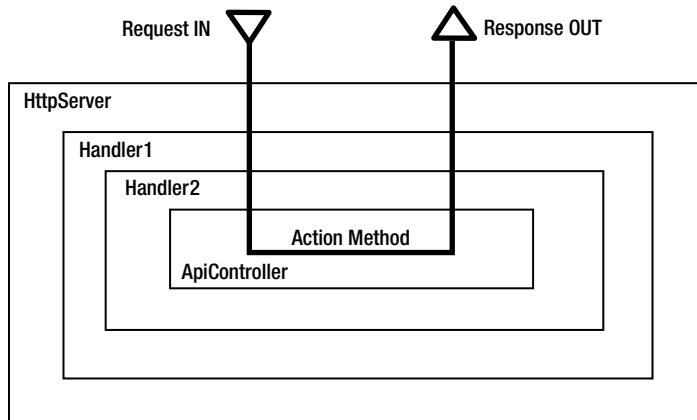 Request IN
Response OUT
HttpServer
Handler1
Handler2
Action Method
ApiController